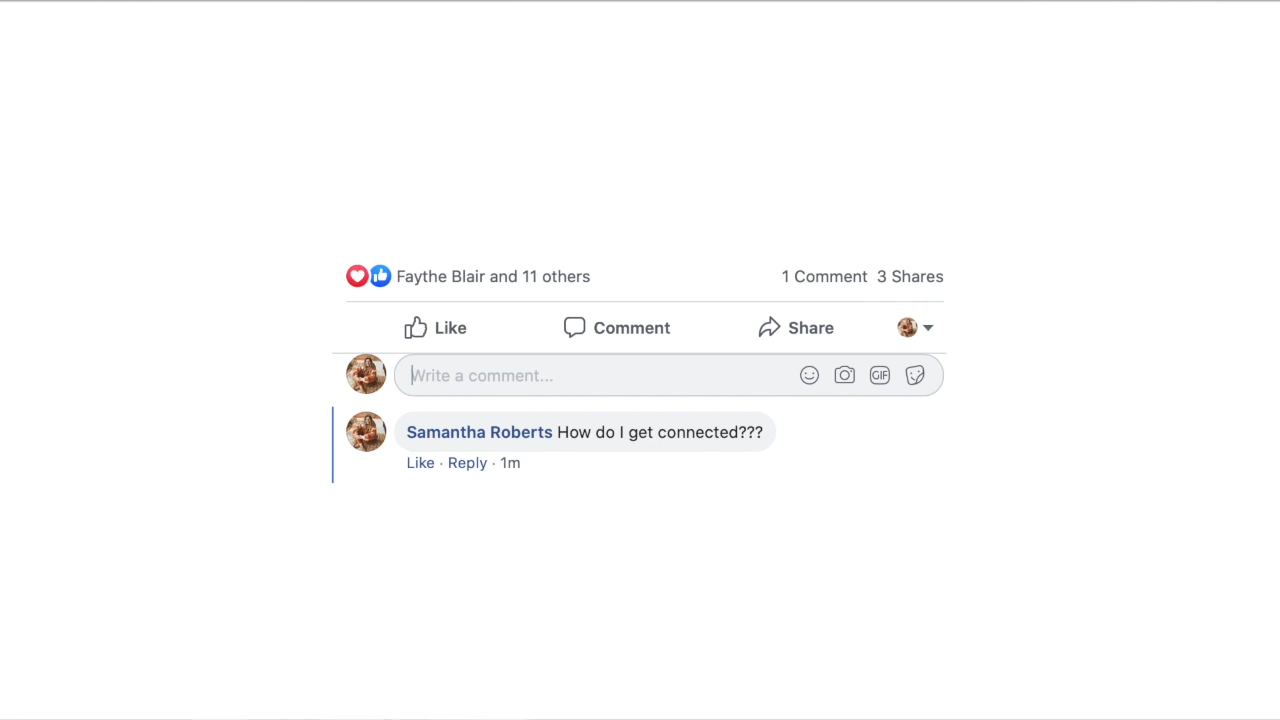 Faythe Blair and 11 others 1 Comment 3 Shares
Like Comment Share
Write a comment... GIF
Samantha Roberts How do I get connected???
Like · Reply · 1m